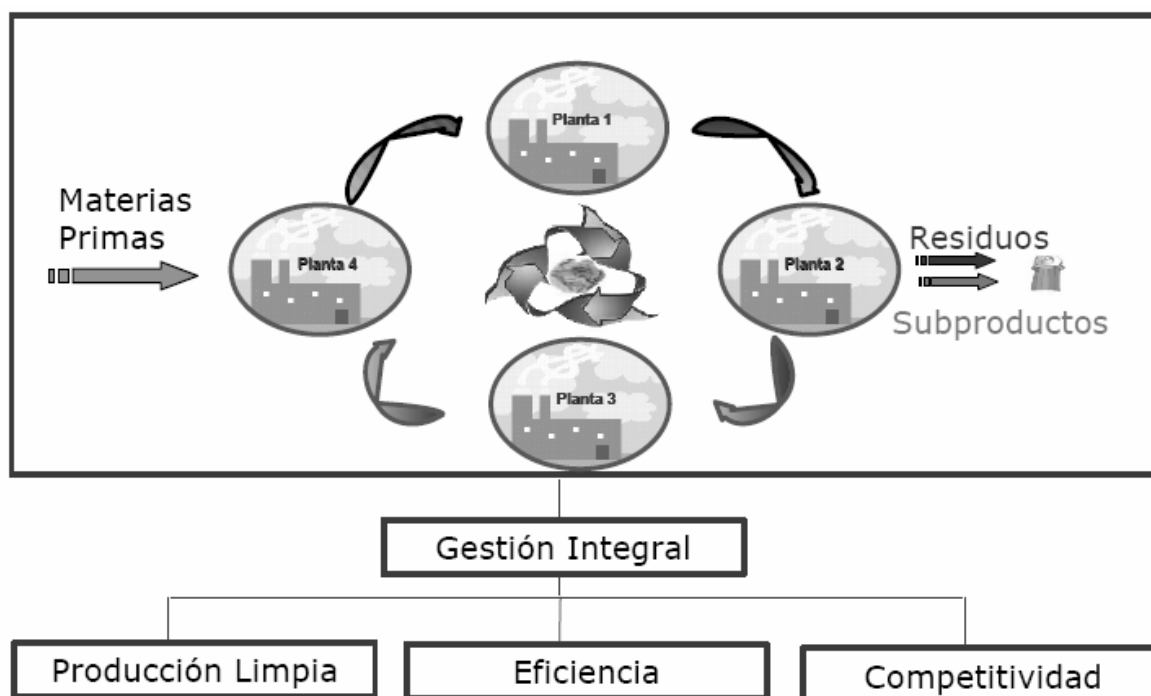 Planta 1
Materias
Primas
Planta 4
Planta 2
Residuos
Subproductos
Planta 3
Gestión Integral
Producción Limpia
Eficiencia
Competitividad